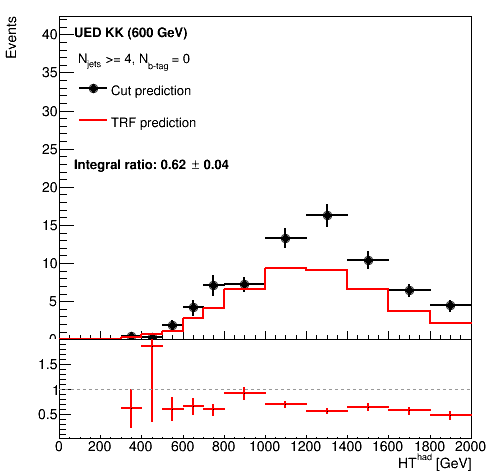 Events
40
35
30
25
20
15
10
5
0
UED KK (600 GeV)
N_jets >= 4, N_b-tag = 0
Cut prediction
TRF prediction
Integral ratio: 0.62 ± 0.04
1.5
1
0.5
0 200 400 600 800 1000 1200 1400 1600 1800 2000
HT^had [GeV]